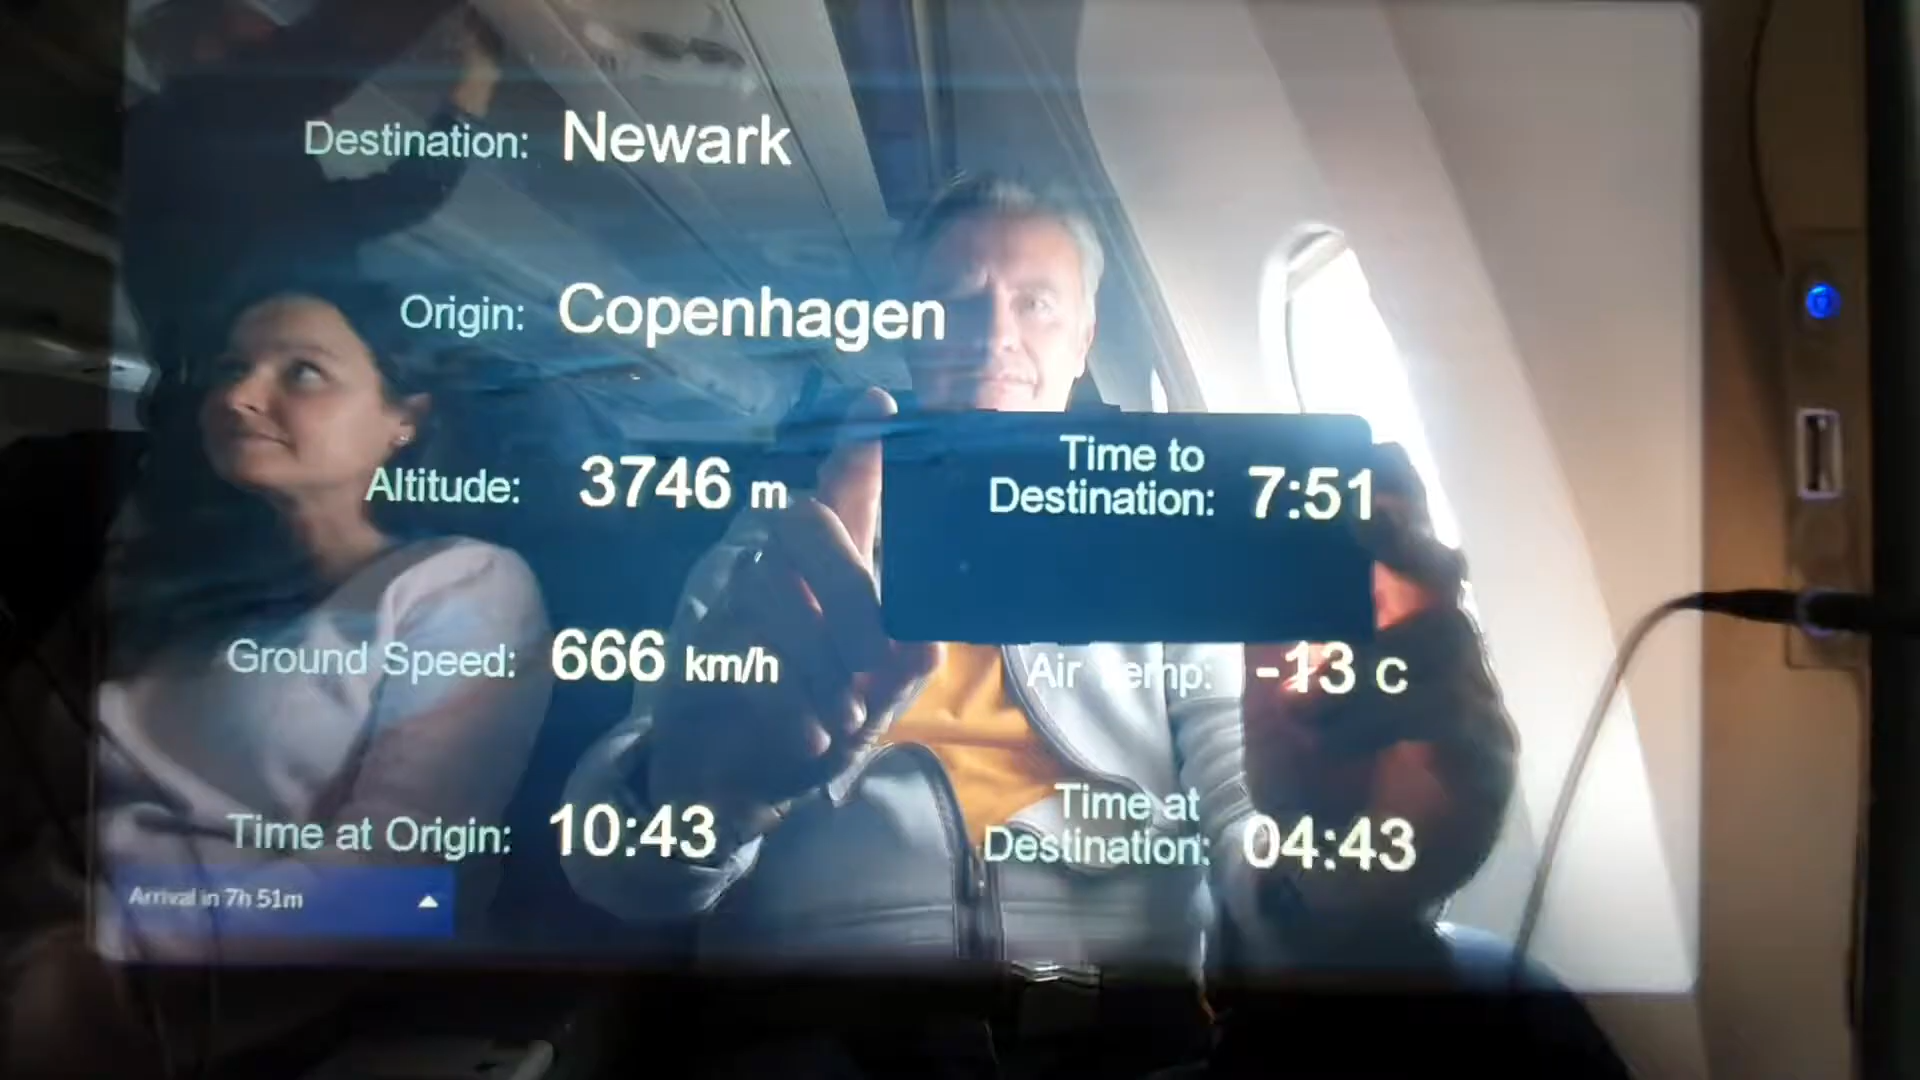 Destination: Newark
Origin: Copenhagen
Altitude: 3746 m
Time to
Destination: 7:51
Ground Speed: 666 km/h
Air Temp: -13 C
Time at Origin: 10:43
Time at
Destination: 04:43
Arrival in 7h 51m